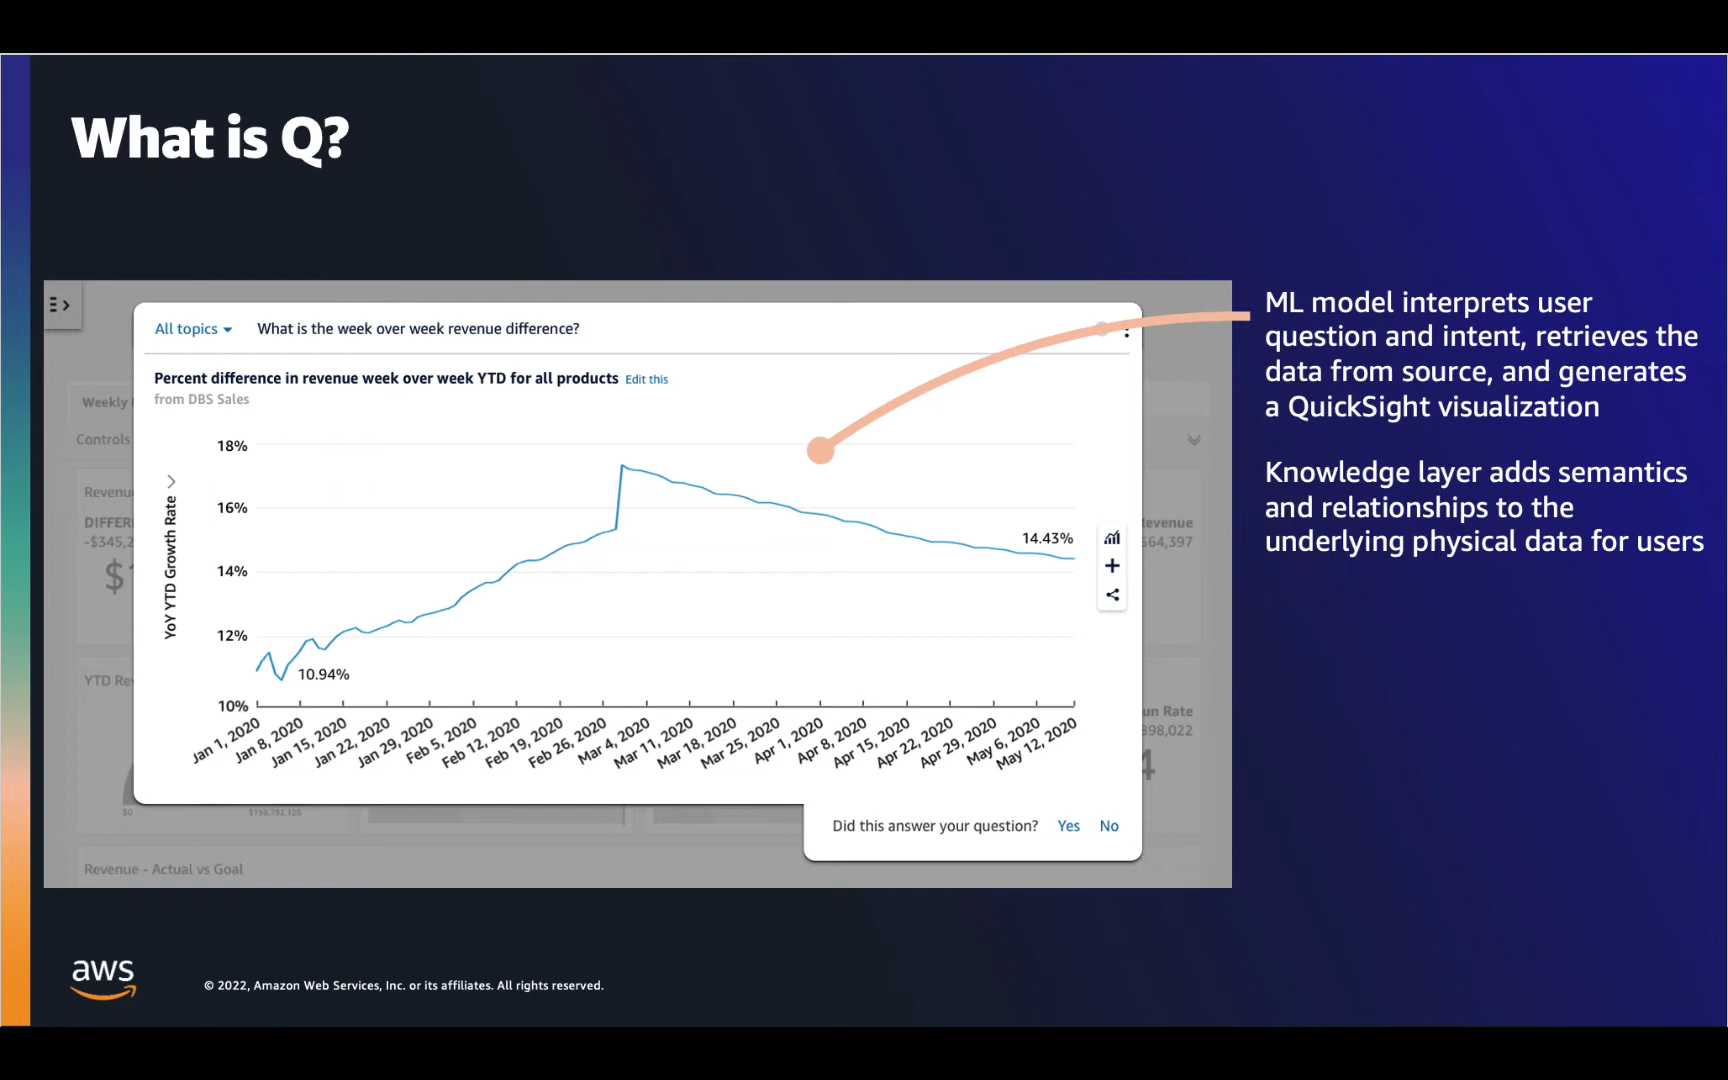 What is Q?
All topics
What is the week over week revenue difference?
Percent difference in revenue week over week YTD for all products Edit this
from DBS Sales
Weekly
Controls
DIFFER
-$345,2
$
YTD Re
$0
$198,792,126
Revenue - Actual vs Goal
YoY YTD Growth Rate
18%
16%
14%
12%
10%
10.94%
14.43%
Jan 1, 2020
Jan 8, 2020
Jan 15, 2020
Jan 22, 2020
Jan 29, 2020
Feb 5, 2020
Feb 12, 2020
Feb 19, 2020
Feb 26, 2020
Mar 4, 2020
Mar 11, 2020
Mar 18, 2020
Mar 25, 2020
Apr 1, 2020
Apr 8, 2020
Apr 15, 2020
Apr 22, 2020
Apr 29, 2020
May 6, 2020
May 12, 2020
un Rate
898,022
4
Did this answer your question? Yes No
ML model interprets user
question and intent, retrieves the
data from source, and generates
a QuickSight visualization
Knowledge layer adds semantics
and relationships to the
underlying physical data for users
aws
© 2022, Amazon Web Services, Inc. or its affiliates. All rights reserved.